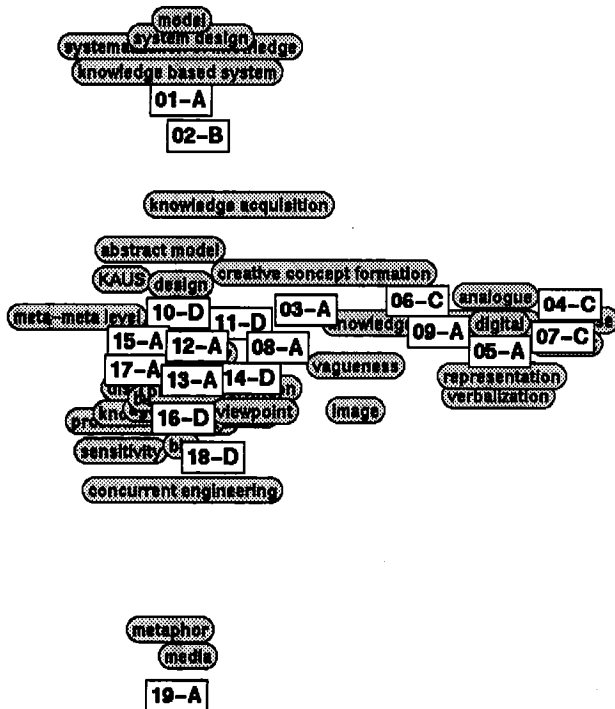 model
system design
knowledge based system
01-A
02-B
knowledge acquisition
abstract model
KAUS
design
creative concept formation
meta-meta level
10-D
11-D
03-A
06-C
analogue
04-C
knowledge
09-A
digital
07-C
05-A
15-A
12-A
08-A
17-A
13-A
14-D
vagueness
representation
verbalization
16-D
viewpoint
image
sensitivity
18-D
concurrent engineering
metaphor
media
19-A